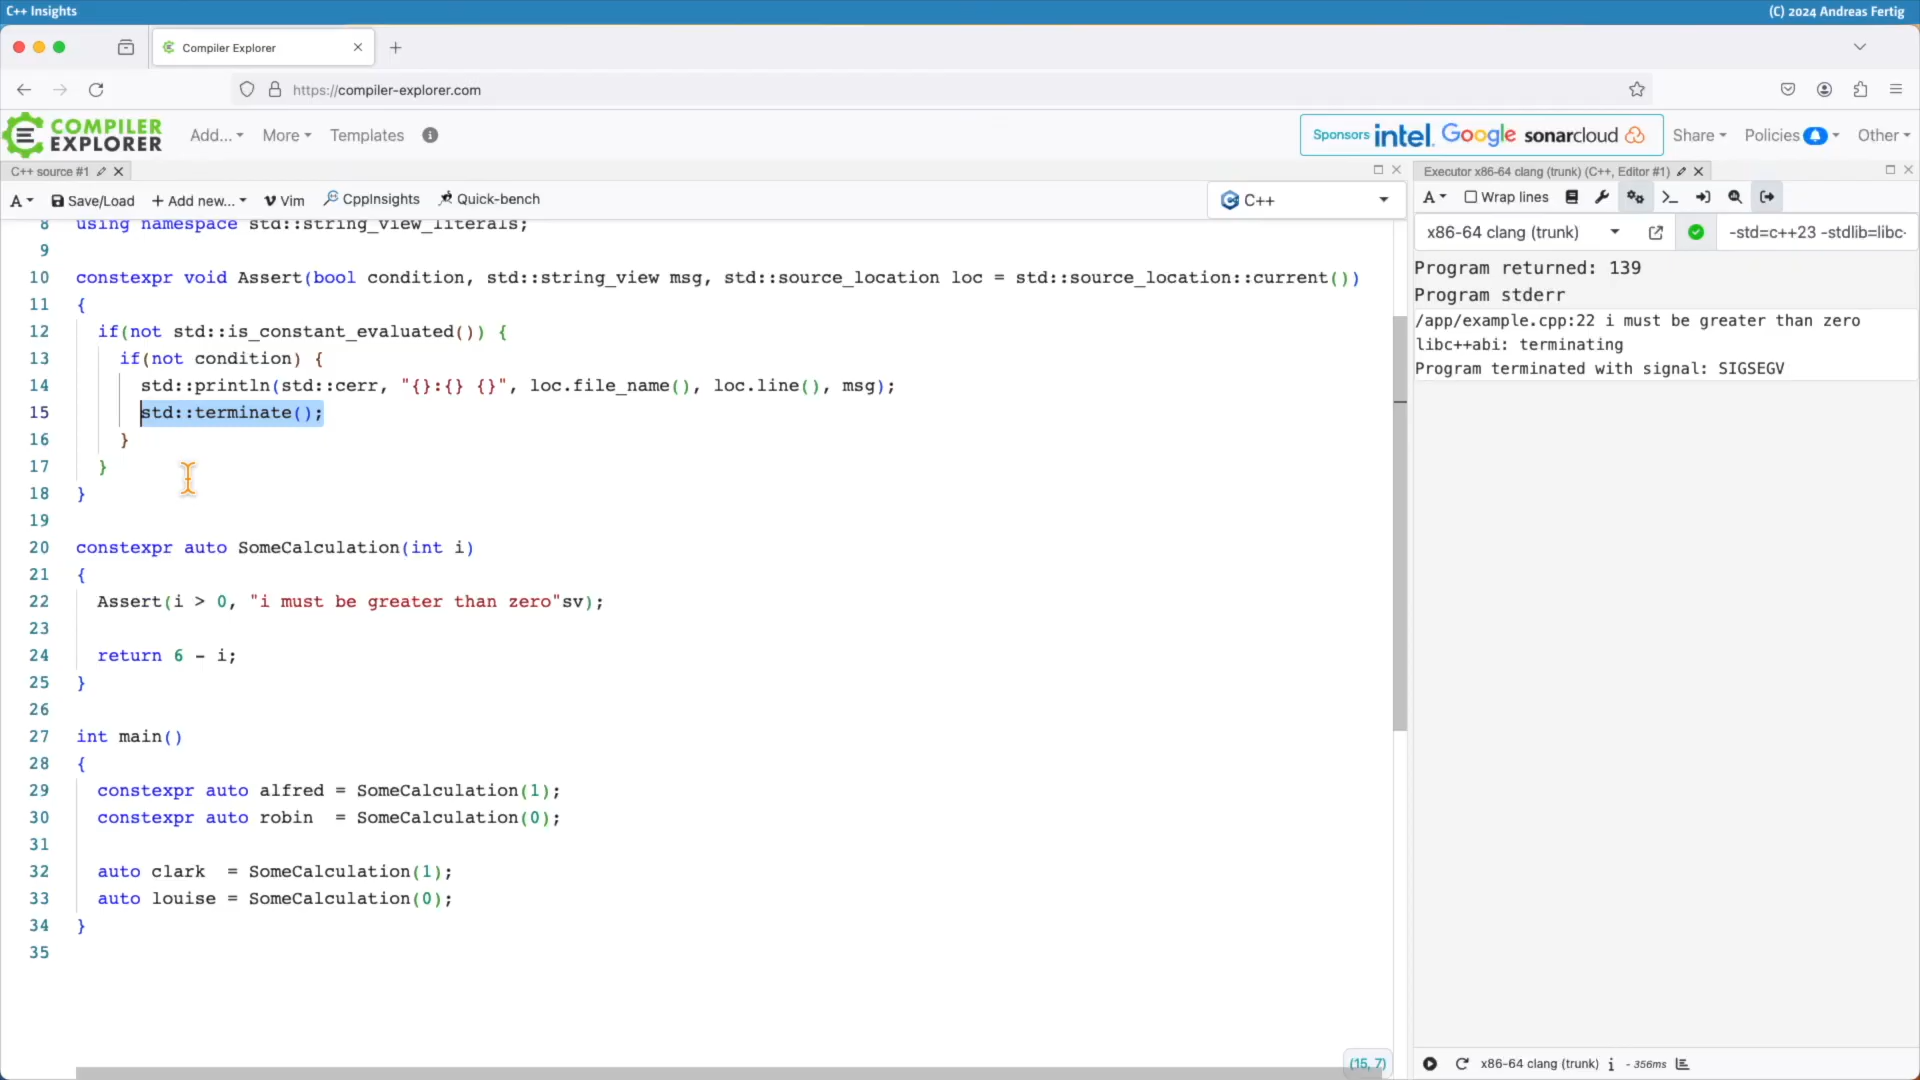 C++ Insights
(C) 2024 Andreas Fertig
Compiler Explorer
https://compiler-explorer.com
COMPILER
EXPLORER
Add...
More
Templates
Sponsors intel. Google sonarcloud
Share
Policies
Other
C++ source #1
A
Save/Load
+ Add new...
Vim
CppInsights
Quick-bench
C++
8 using namespace std::string_view_literals;
9
10 constexpr void Assert(bool condition, std::string_view msg, std::source_location loc = std::source_location::current())
11 {
12 if(not std::is_constant_evaluated()) {
13 if(not condition) {
14 std::println(std::cerr, "{}:{} {}", loc.file_name(), loc.line(), msg);
15 std::terminate();
16 }
17 }
18 }
19
20 constexpr auto SomeCalculation(int i)
21 {
22 Assert(i > 0, "i must be greater than zero"sv);
23
24 return 6 - i;
25 }
26
27 int main()
28 {
29 constexpr auto alfred = SomeCalculation(1);
30 constexpr auto robin  = SomeCalculation(0);
31
32 auto clark  = SomeCalculation(1);
33 auto louise = SomeCalculation(0);
34 }
35
(15, 7)
Executor x86-64 clang (trunk) (C++, Editor #1)
A
Wrap lines
x86-64 clang (trunk)
-std=c++23 -stdlib=libc-
Program returned: 139
Program stderr
/app/example.cpp:22 i must be greater than zero
libc++abi: terminating
Program terminated with signal: SIGSEGV
x86-64 clang (trunk) i - 356ms